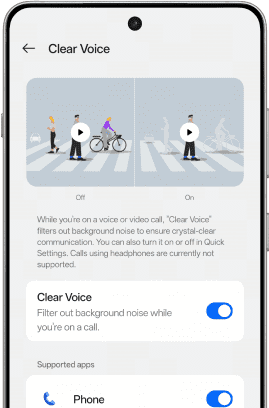 Clear Voice
Off
On
While you're on a voice or video call, "Clear Voice"
filters out background noise to ensure crystal-clear
communication. You can also turn it on or off in Quick
Settings. Calls using headphones are currently not
supported.
Clear Voice
Filter out background noise while
you're on a call.
Supported apps
Phone